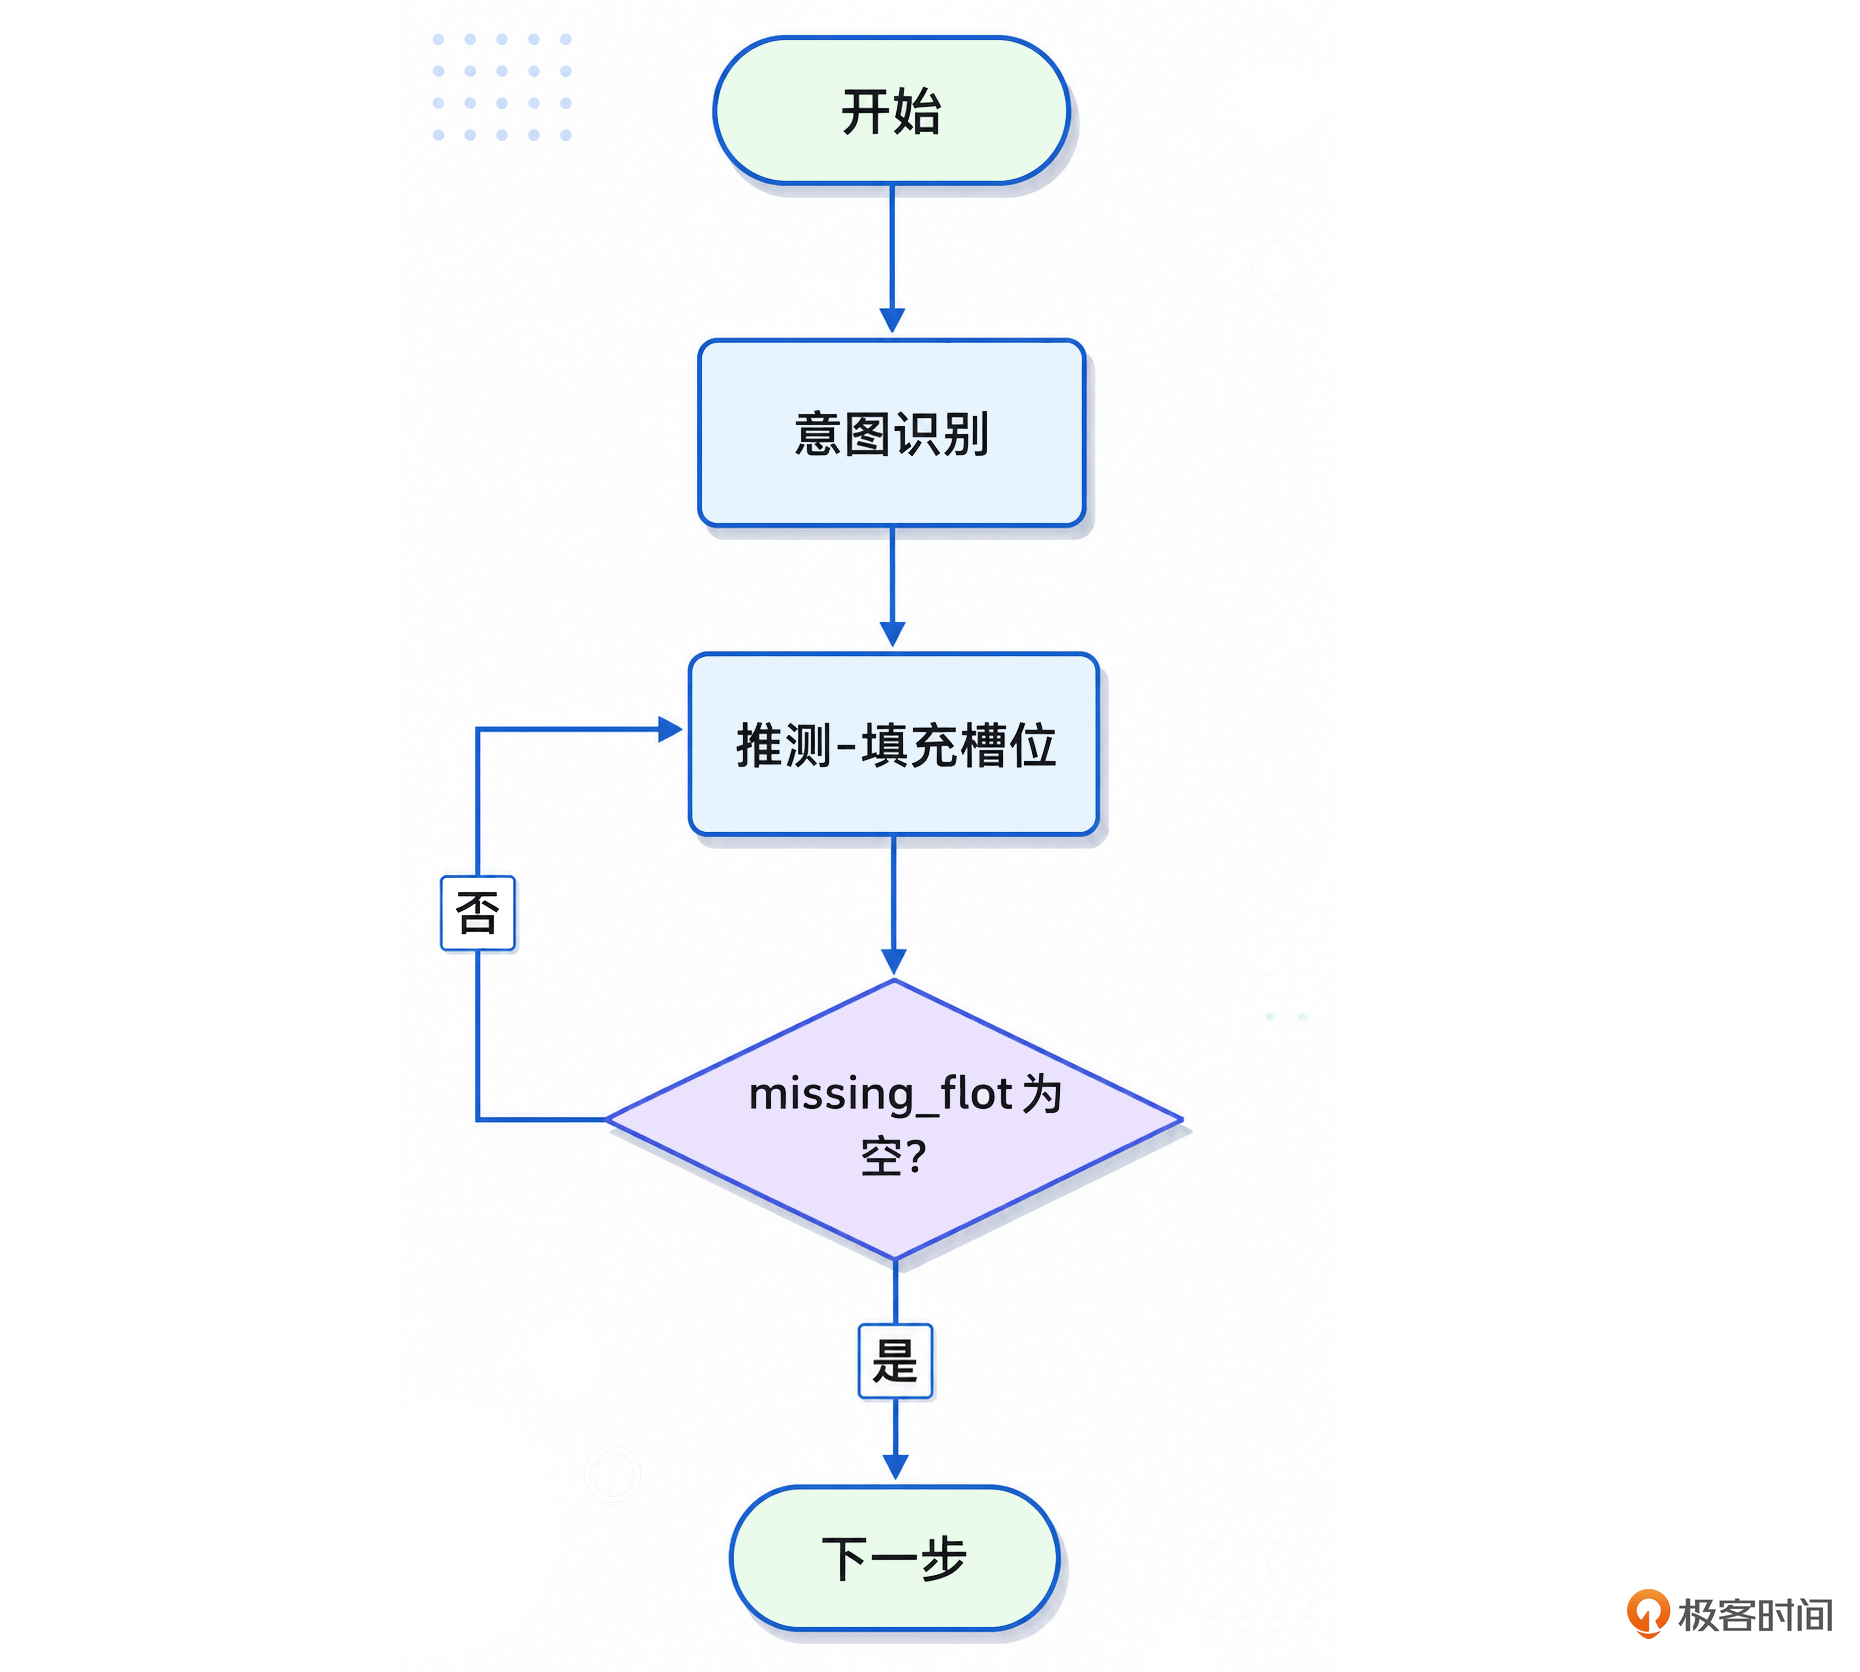 开始
意图识别
推测-填充槽位
否
missing_flot 为
空？
是
下一步
极客时间